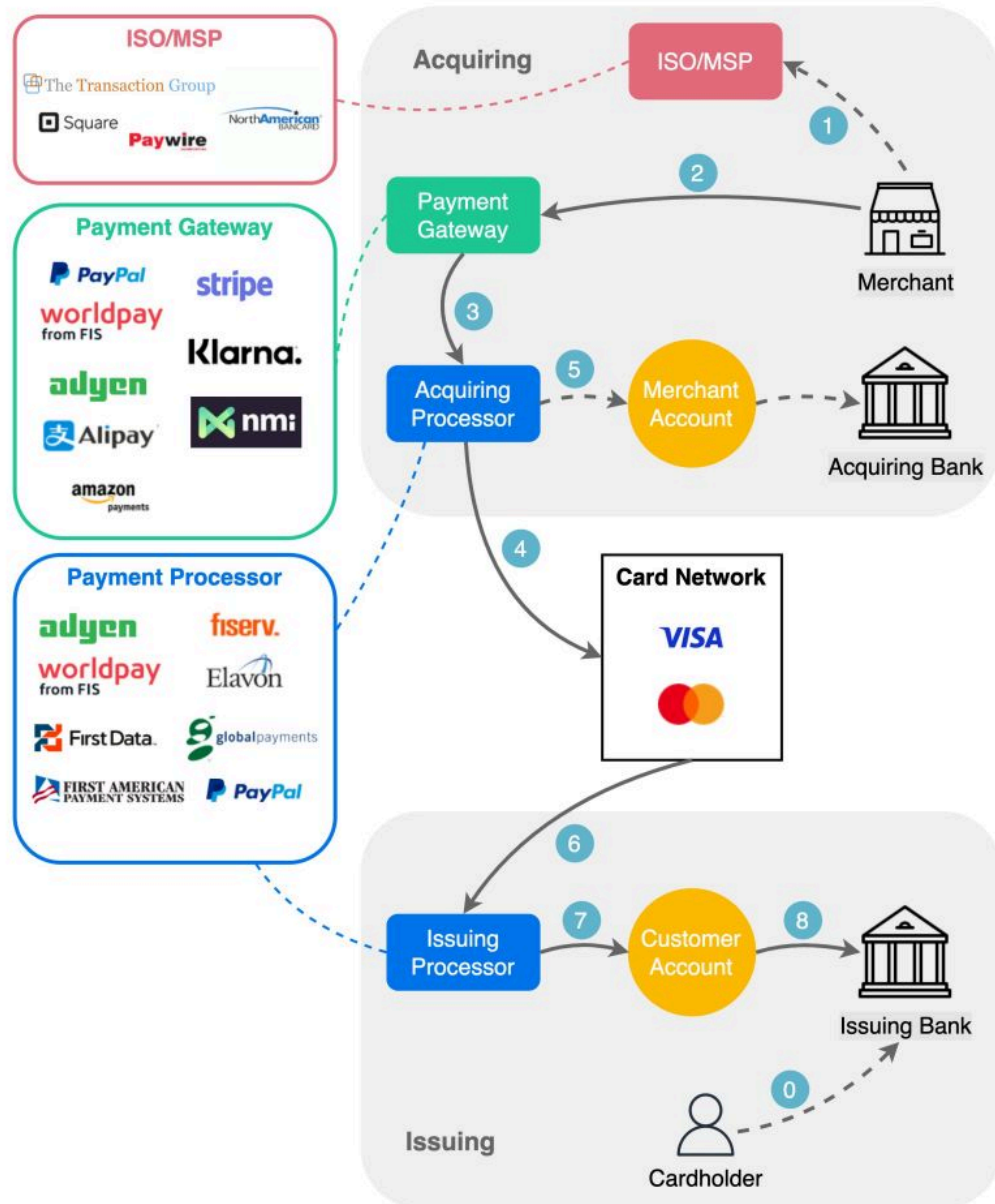 ISO/MSP
The Transaction Group
Square
Paywire
NorthAmerican
BANCARD
Payment Gateway
PayPal
stripe
worldpay
from FIS
Klarna.
adyen
nmi
支 Alipay
amazon
payments
Payment Processor
adyen
fiserv.
worldpay
from FIS
Elavon
First Data
globalpayments
FIRST AMERICAN
PAYMENT SYSTEMS
PayPal
Acquiring
ISO/MSP
1
2
Payment
Gateway
Merchant
3
5
Acquiring
Processor
Merchant
Account
Acquiring Bank
4
Card Network
VISA
6
7
8
Issuing
Processor
Customer
Account
Issuing Bank
0
Issuing
Cardholder